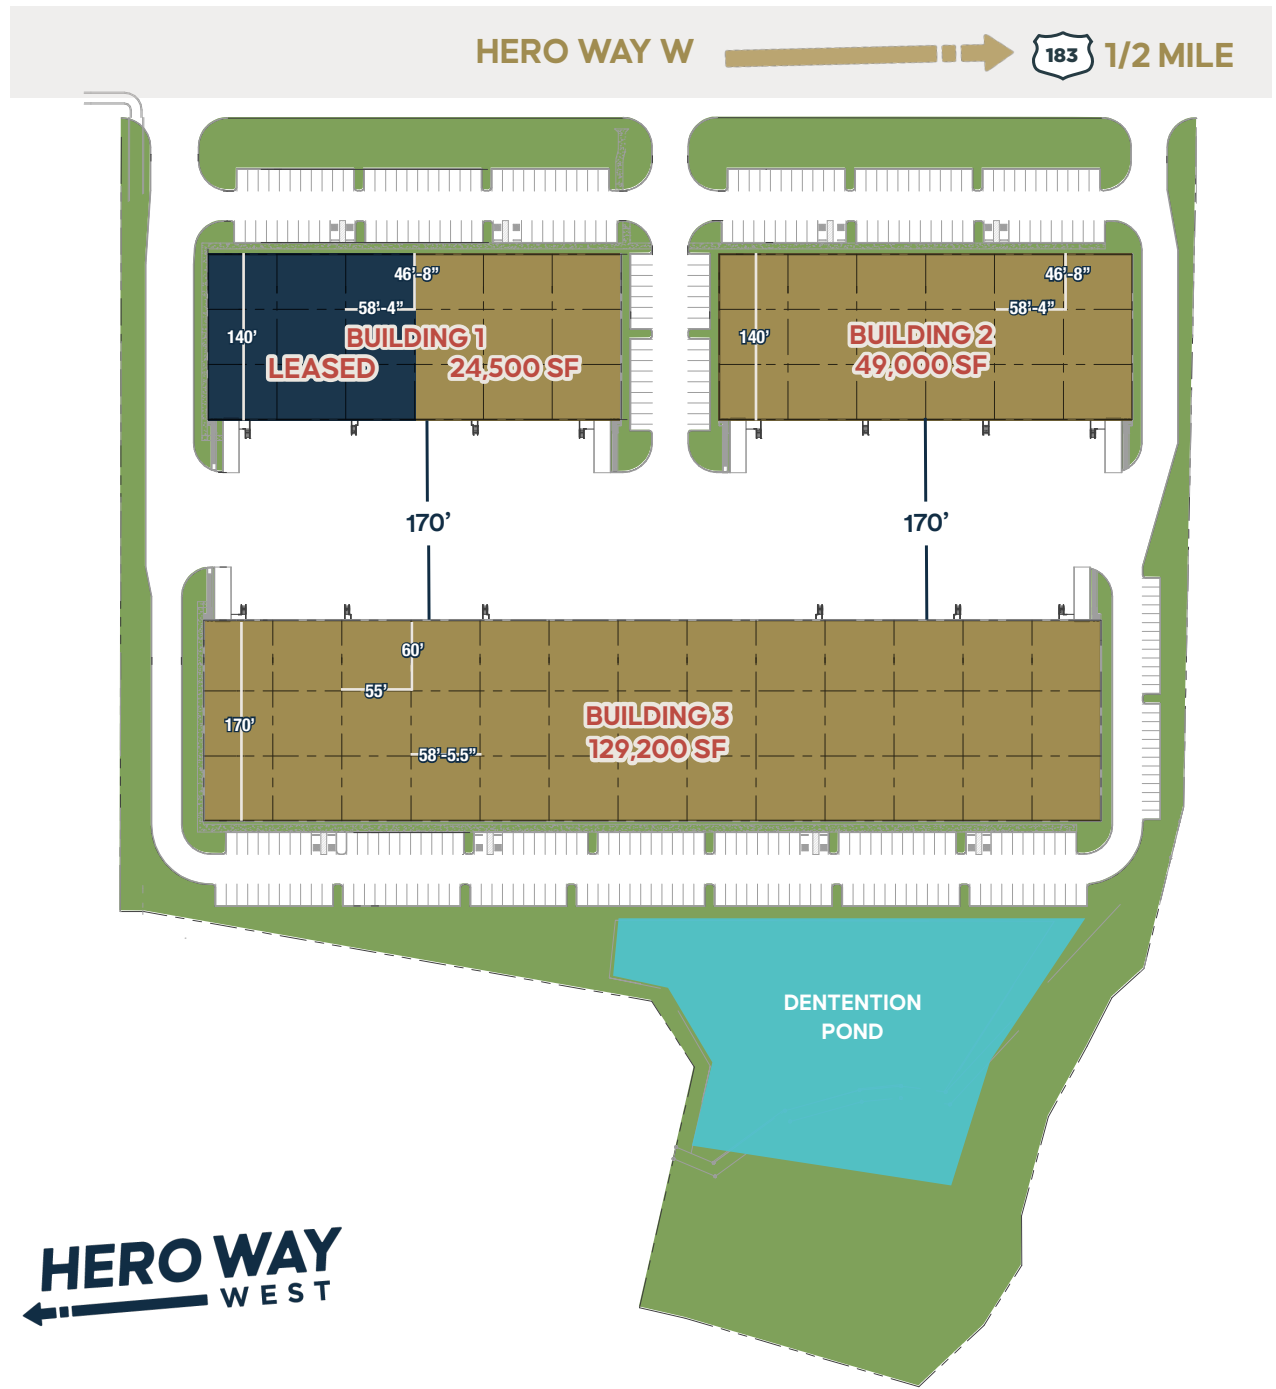 HERO WAY W
183
1/2 MILE
46'-8”
58'-4”
140'
BUILDING 1
LEASED
24,500 SF
46'-8”
58'-4”
140'
BUILDING 2
49,000 SF
170’
170’
60'
55'
170'
58'-5.5”
BUILDING 3
129,200 SF
DENTENTION
POND
HERO WAY
WEST